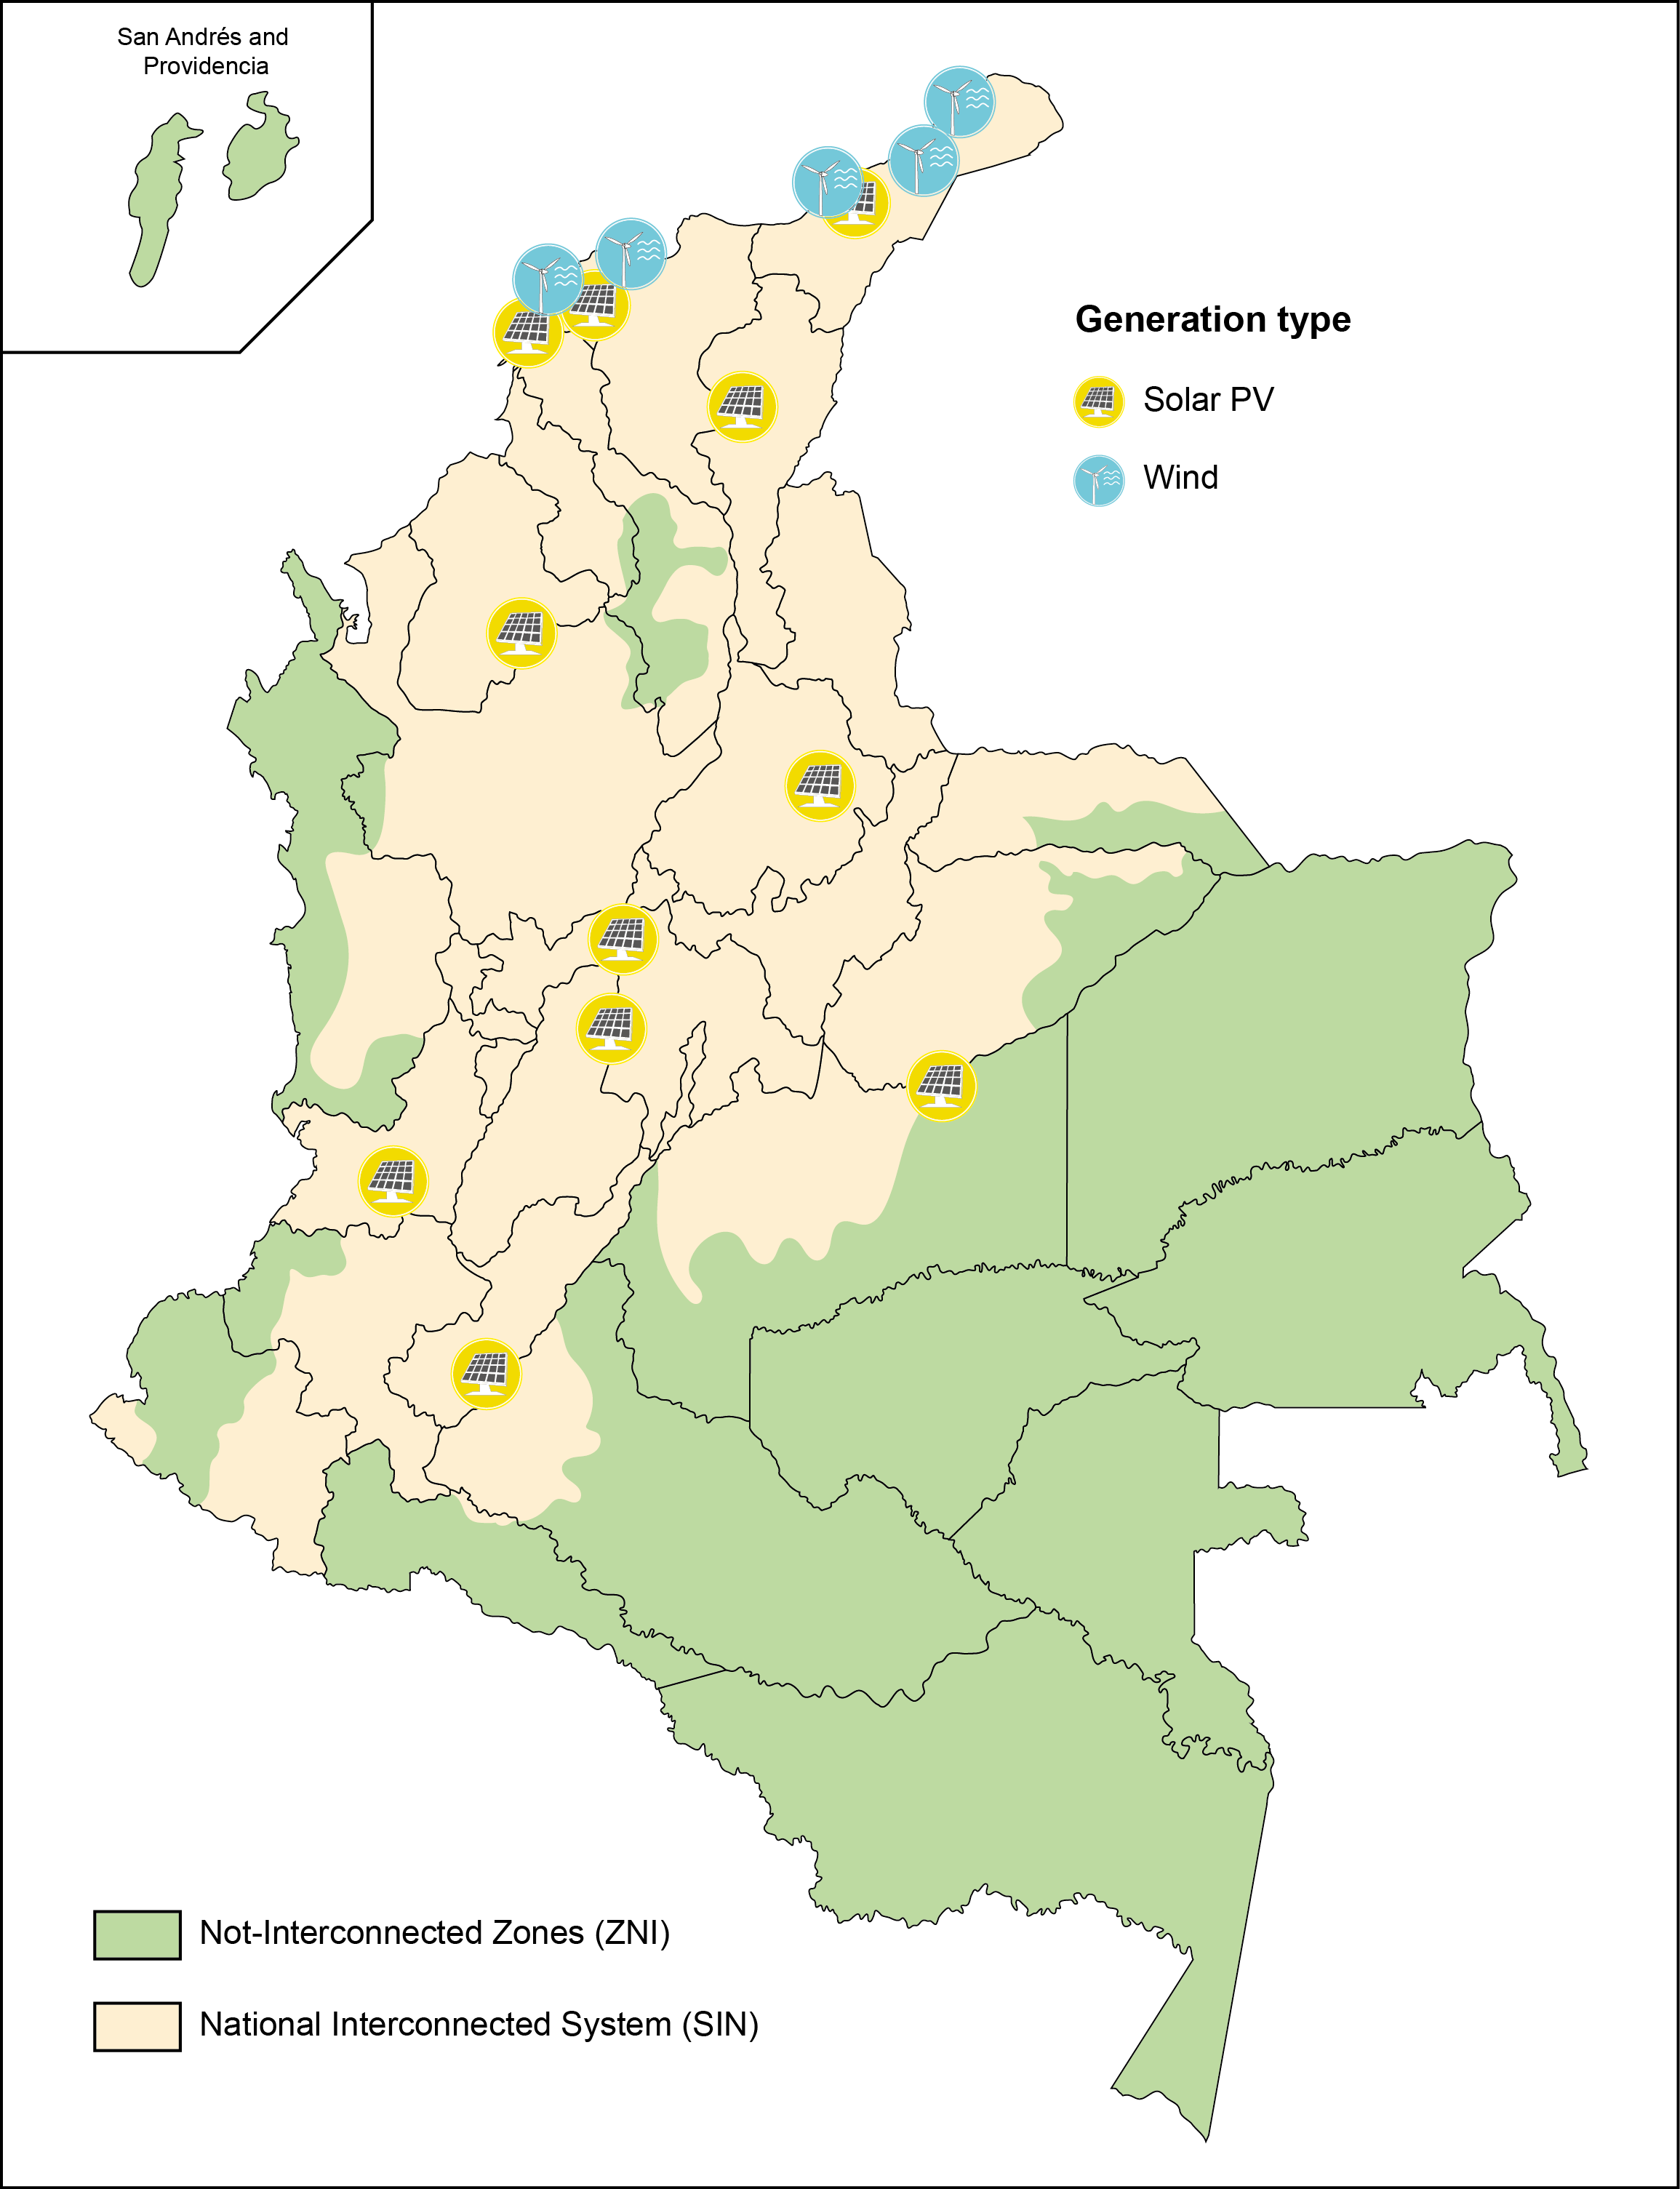 San Andrés and
Providencia
Generation type
Solar PV
Wind
Not-Interconnected Zones (ZNI)
National Interconnected System (SIN)